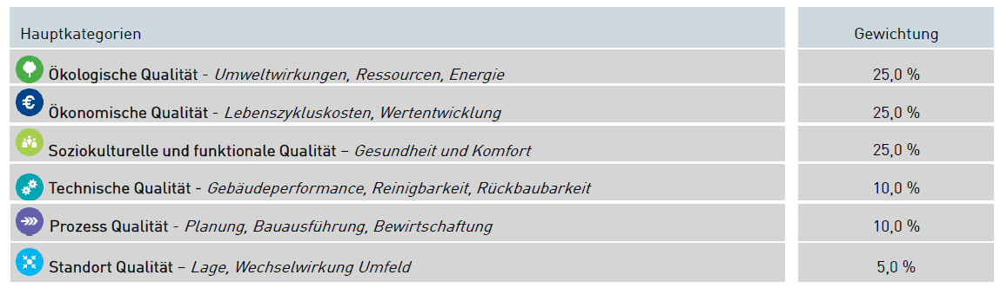 Hauptkategorien Gewichtung
€ Ökologische Qualität - Umweltwirkungen, Ressourcen, Energie 25,0 %
Ökonomische Qualität - Lebenszykluskosten, Wertentwicklung 25,0 %
Soziokulturelle und funktionale Qualität – Gesundheit und Komfort 25,0 %
Technische Qualität - Gebäudeperformance, Reinigbarkeit, Rückbaubarkeit 10,0 %
Prozess Qualität - Planung, Bauausführung, Bewirtschaftung 10,0 %
Standort Qualität – Lage, Wechselwirkung Umfeld 5,0 %